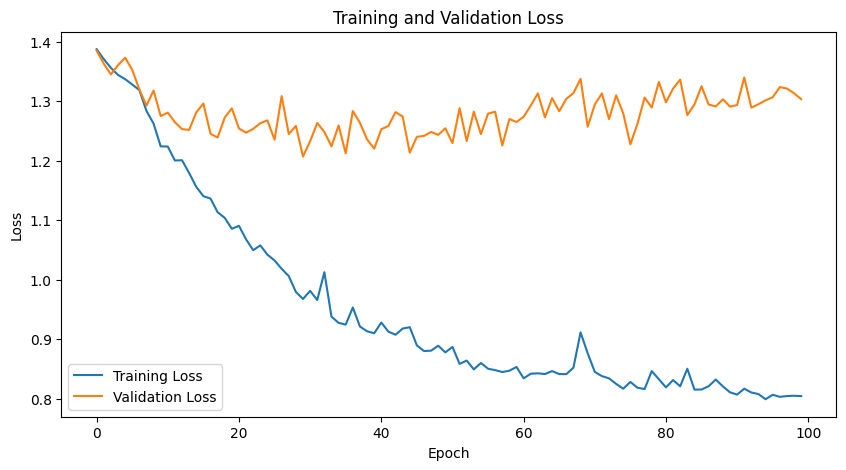 Training and Validation Loss
Loss
1.4
1.3
1.2
1.1
1.0
0.9
0.8
Training Loss
Validation Loss
0
20
40
60
80
100
Epoch